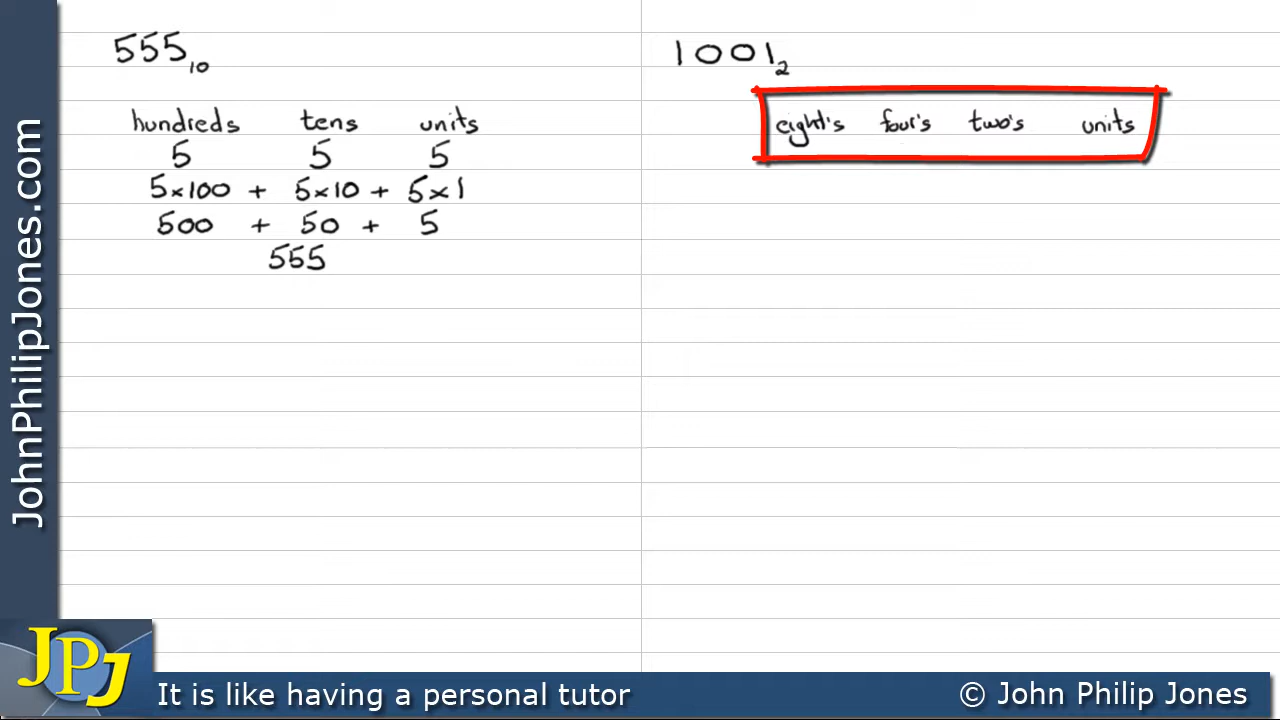 555₁₀
hundreds tens units
5 5 5
5×100 + 5×10 + 5×1
500 + 50 + 5
555
1001₂
eight's four's two's units
JohnPhilipJones.com
JPJ
It is like having a personal tutor
© John Philip Jones